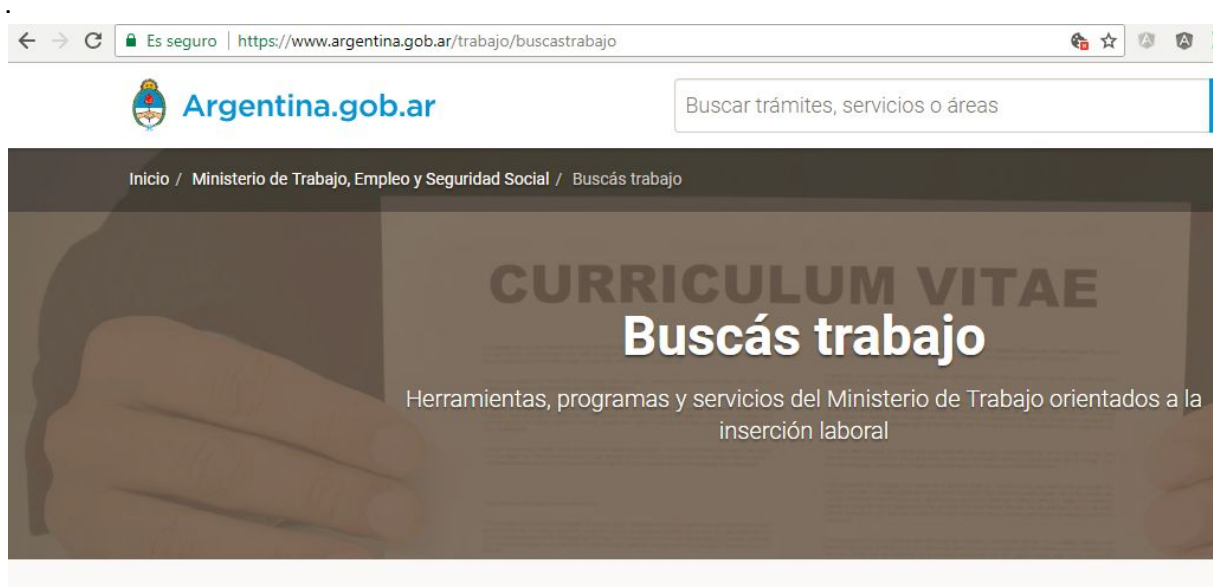 .
Es seguro | https://www.argentina.gob.ar/trabajo/buscastrabajo
Argentina.gob.ar
Buscar trámites, servicios o áreas
Inicio / Ministerio de Trabajo, Empleo y Seguridad Social / Buscás trabajo
CURRICULUM VITAE
Buscás trabajo
Herramientas, programas y servicios del Ministerio de Trabajo orientados a la
inserción laboral